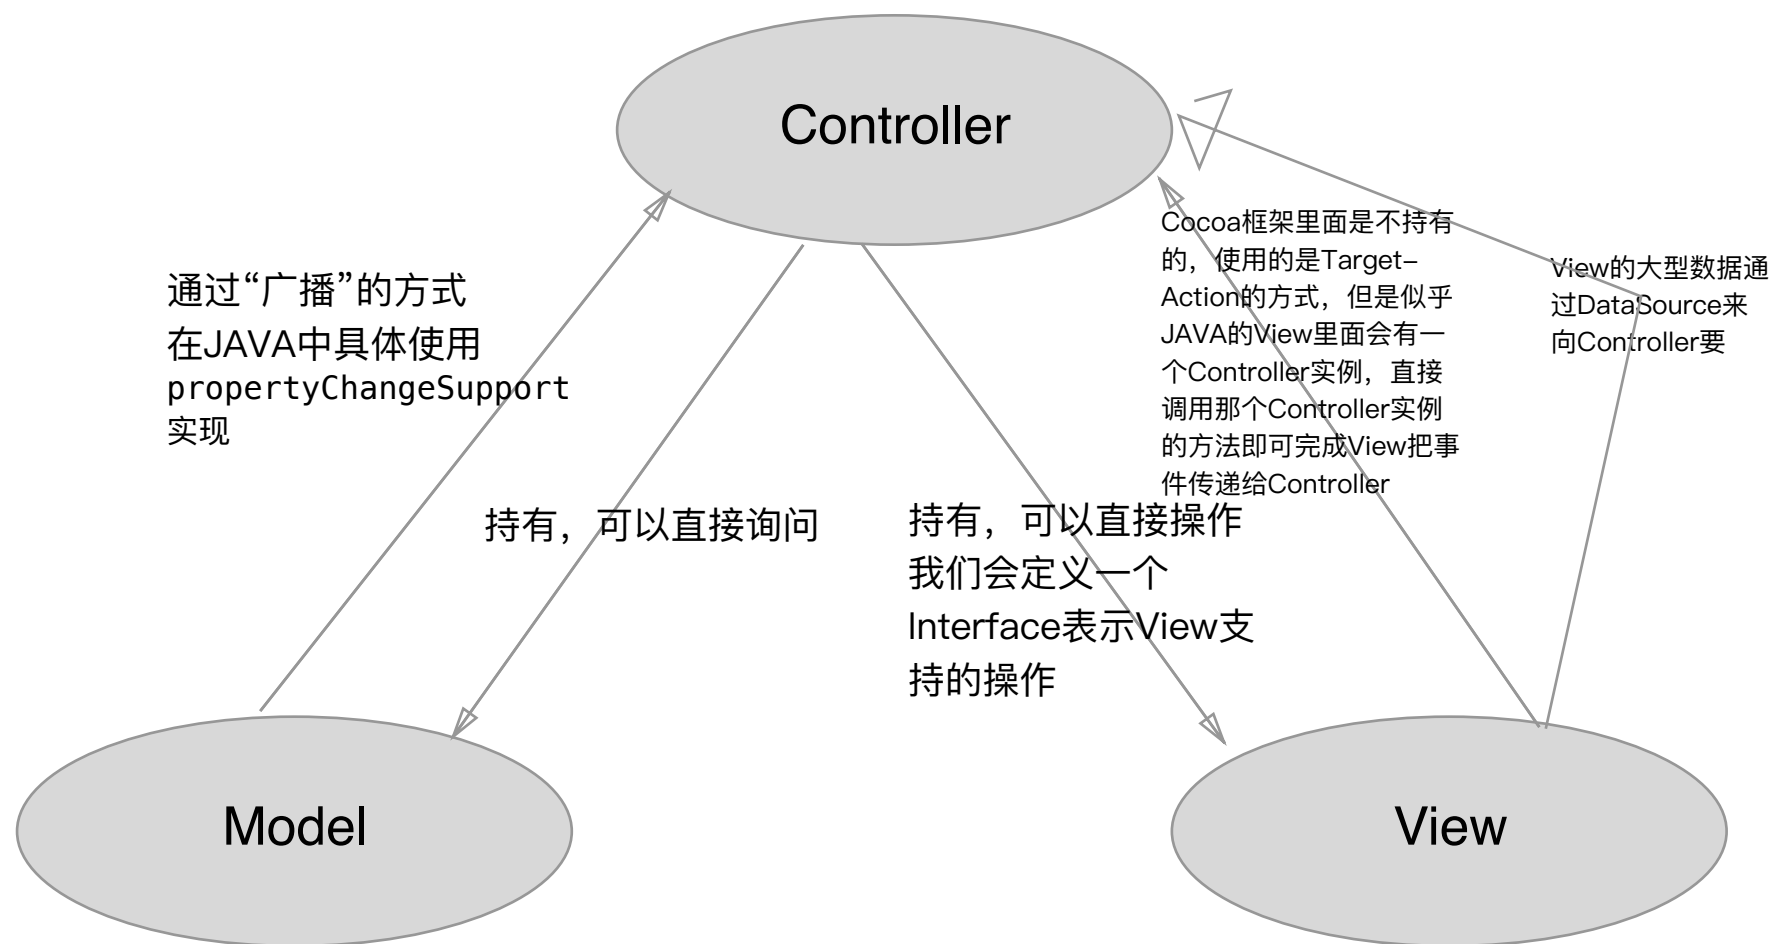 Controller
Cocoa框架里面是不持有
的，使用的是Target-
Action的方式，但是似乎
JAVA的View里面会有一
个Controller实例，直接
调用那个Controller实例
的方法即可完成View把事
件传递给Controller
View的大型数据通
过DataSource来
向Controller要
通过“广播”的方式
在JAVA中具体使用
propertyChangeSupport
实现
持有，可以直接询问
持有，可以直接操作
我们会定义一个
Interface表示View支
持的操作
Model
View